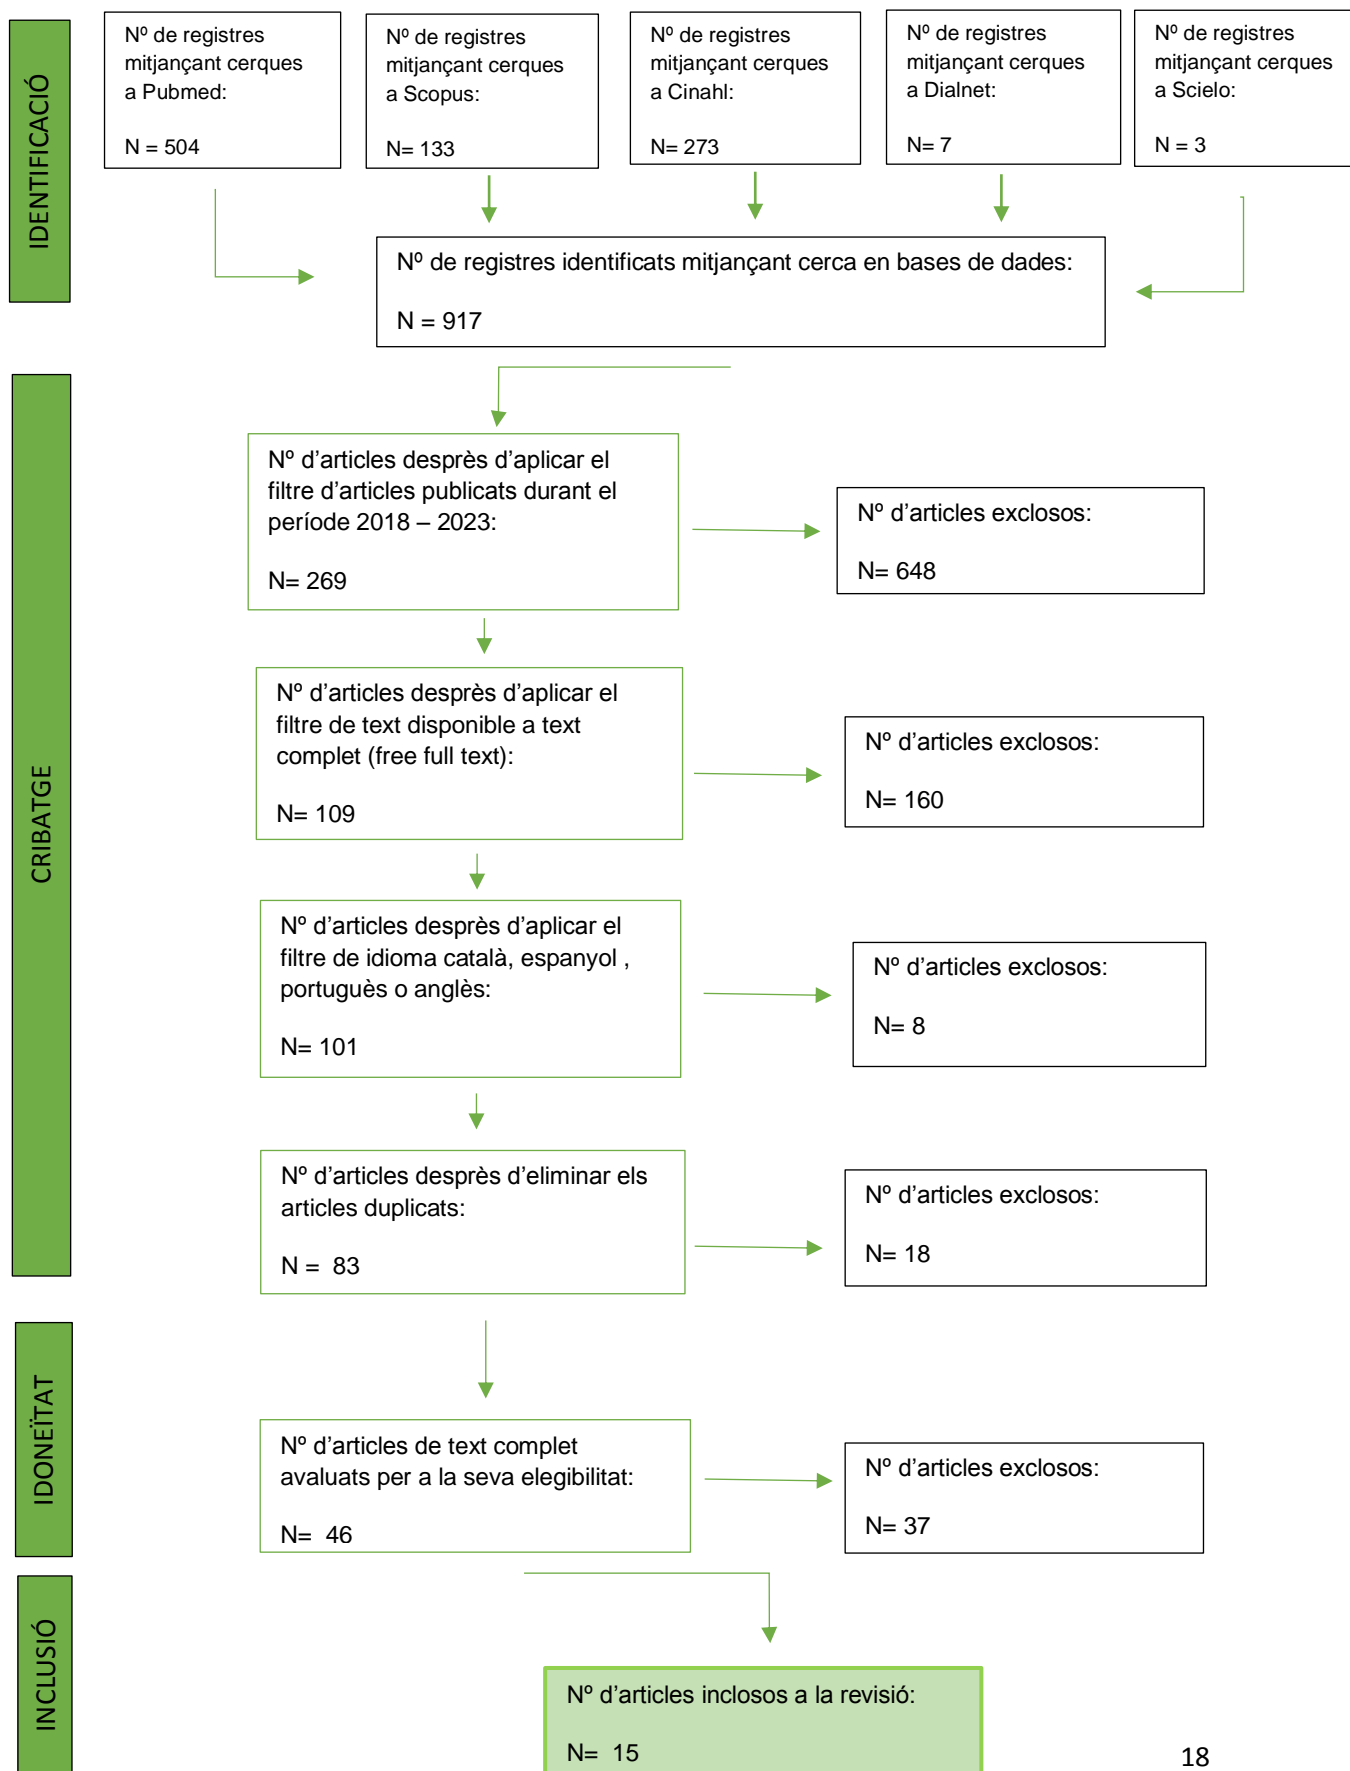 IDENTIFICACIÓ
Nº de registres
mitjançant cerques
a Pubmed:
N = 504
Nº de registres
mitjançant cerques
a Scopus:
N= 133
Nº de registres
mitjançant cerques
a Cinahl:
N= 273
Nº de registres
mitjançant cerques
a Dialnet:
N= 7
Nº de registres
mitjançant cerques
a Scielo:
N = 3
Nº de registres identificats mitjançant cerca en bases de dades:
N = 917
CRIBATGE
Nº d’articles desprès d’aplicar el
filtre d’articles publicats durant el
període 2018 – 2023:
N= 269
Nº d’articles exclosos:
N= 648
Nº d’articles desprès d’aplicar el
filtre de text disponible a text
complet (free full text):
N= 109
Nº d’articles exclosos:
N= 160
Nº d’articles desprès d’aplicar el
filtre de idioma català, espanyol ,
portuguès o anglès:
N= 101
Nº d’articles exclosos:
N= 8
Nº d’articles desprès d’eliminar els
articles duplicats:
N = 83
Nº d’articles exclosos:
N= 18
IDONEÏTAT
Nº d’articles de text complet
avaluats per a la seva elegibilitat:
N= 46
Nº d’articles exclosos:
N= 37
INCLUSIÓ
Nº d’articles inclosos a la revisió:
N= 15
18